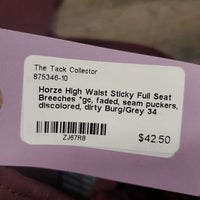 The Tack Collector
875346-10
Horze High Waist Sticky Full Seat
Breeches *gc, faded, seam puckers,
discolored, dirty Burg/Grey 34
ZJ67R8
$42.50